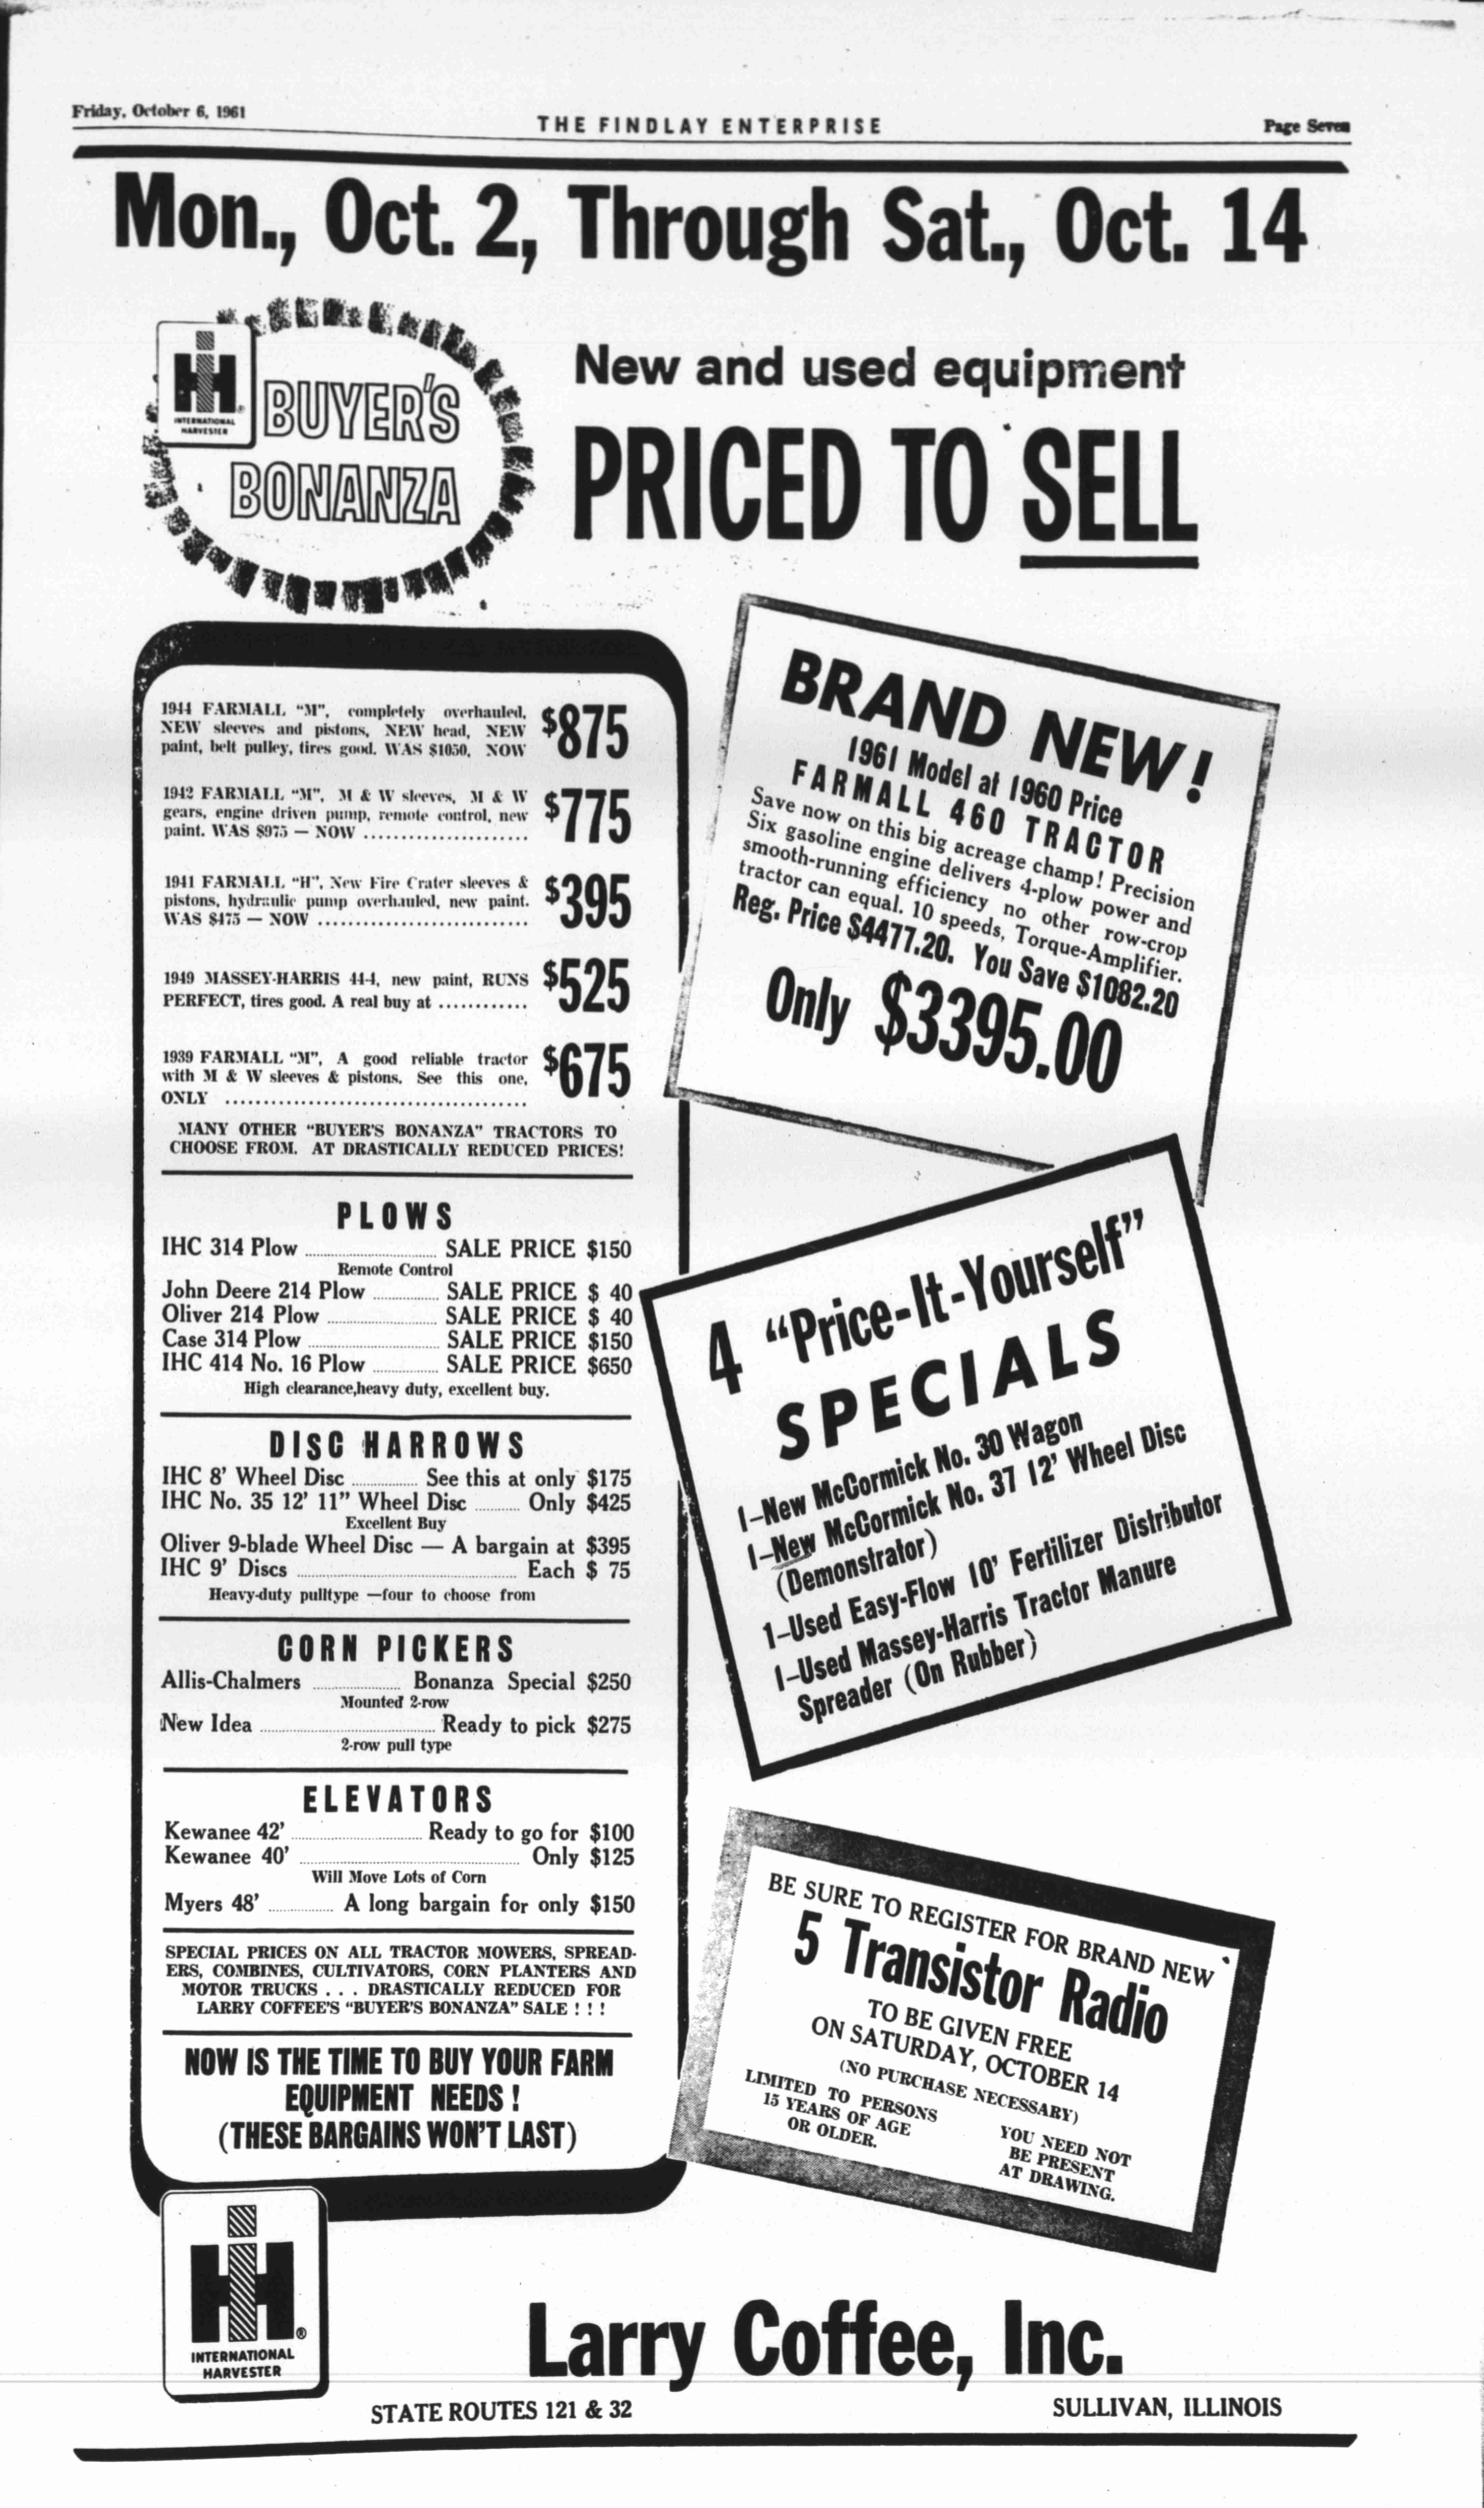 Friday, October 6, 1961
THE FINDLAY ENTERPRISE
Page Seven
Mon., Oct. 2, Through Sat., Oct. 14
INTERNATIONAL
HARVESTER
BUYER'S
BONANZA
New and used equipment
PRICED TO SELL
1944 FARMALL "M", completely overhauled,
NEW sleeves and pistons, NEW head, NEW
paint, belt pulley, tires good. WAS $1050, NOW
$875
1942 FARMALL "M", M & W sleeves, M & W
gears, engine driven pump, remote control, new
paint. WAS $975 — NOW ......................
$775
1941 FARMALL "H", New Fire Crater sleeves &
pistons, hydraulic pump overhauled, new paint.
WAS $475 — NOW ............................
$395
1949 MASSEY-HARRIS 44-4, new paint, RUNS
PERFECT, tires good. A real buy at ............
$525
1939 FARMALL "M", A good reliable tractor
with M & W sleeves & pistons. See this one,
ONLY ........................................
$675
MANY OTHER "BUYER'S BONANZA" TRACTORS TO
CHOOSE FROM. AT DRASTICALLY REDUCED PRICES!
PLOWS
IHC 314 Plow ............ SALE PRICE $150
Remote Control
John Deere 214 Plow ............ SALE PRICE $ 40
Oliver 214 Plow ............ SALE PRICE $ 40
Case 314 Plow ............ SALE PRICE $150
IHC 414 No. 16 Plow ............ SALE PRICE $650
High clearance,heavy duty, excellent buy.
DISC HARROWS
IHC 8' Wheel Disc ............ See this at only $175
IHC No. 35 12' 11" Wheel Disc ........ Only $425
Excellent Buy
Oliver 9-blade Wheel Disc — A bargain at $395
IHC 9' Discs ............ Each $ 75
Heavy-duty pulltype —four to choose from
CORN PICKERS
Allis-Chalmers ............ Bonanza Special $250
Mounted 2-row
New Idea ............ Ready to pick $275
2-row pull type
ELEVATORS
Kewanee 42' ............ Ready to go for $100
Kewanee 40' ............ Only $125
Will Move Lots of Corn
Myers 48' ............ A long bargain for only $150
SPECIAL PRICES ON ALL TRACTOR MOWERS, SPREAD-
ERS, COMBINES, CULTIVATORS, CORN PLANTERS AND
MOTOR TRUCKS . . . DRASTICALLY REDUCED FOR
LARRY COFFEE'S "BUYER'S BONANZA" SALE ! ! !
NOW IS THE TIME TO BUY YOUR FARM
EQUIPMENT NEEDS !
(THESE BARGAINS WON'T LAST)
BRAND NEW!
1961 Model at 1960 Price
FARMALL 460 TRACTOR
Save now on this big acreage champ! Precision
Six gasoline engine delivers 4-plow power and
smooth-running efficiency no other row-crop
tractor can equal. 10 speeds, Torque-Amplifier.
Reg. Price $4477.20. You Save $1082.20
Only $3395.00
4 "Price-It-Yourself"
SPECIALS
1–New McCormick No. 30 Wagon
1–New McCormick No. 37 12' Wheel Disc
(Demonstrator)
1–Used Easy-Flow 10' Fertilizer Distributor
1–Used Massey-Harris Tractor Manure
Spreader (On Rubber)
BE SURE TO REGISTER FOR BRAND NEW
5 Transistor Radio
TO BE GIVEN FREE
ON SATURDAY, OCTOBER 14
(NO PURCHASE NECESSARY)
LIMITED TO PERSONS
15 YEARS OF AGE
OR OLDER.
YOU NEED NOT
BE PRESENT
AT DRAWING.
INTERNATIONAL
HARVESTER
Larry Coffee, Inc.
STATE ROUTES 121 & 32
SULLIVAN, ILLINOIS